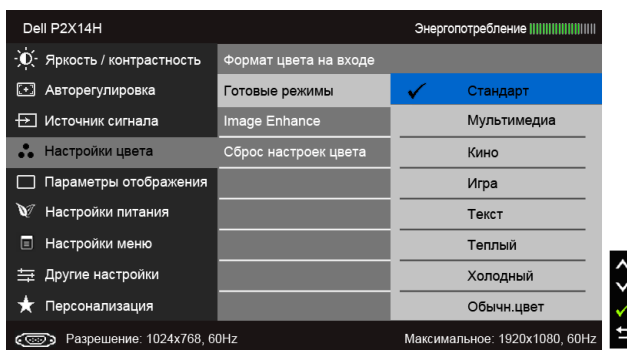 Dell P2X14H Энергопотребление
Яркость / контрастность Формат цвета на входе
Авторегулировка Готовые режимы Стандарт
Источник сигнала Image Enhance Мультимедиа
Настройки цвета Сброс настроек цвета Кино
Параметры отображения Игра
Настройки питания Текст
Настройки меню Теплый
Другие настройки Холодный
Персонализация Обычн.цвет
Разрешение: 1024x768, 60Hz Максимальное: 1920x1080, 60Hz